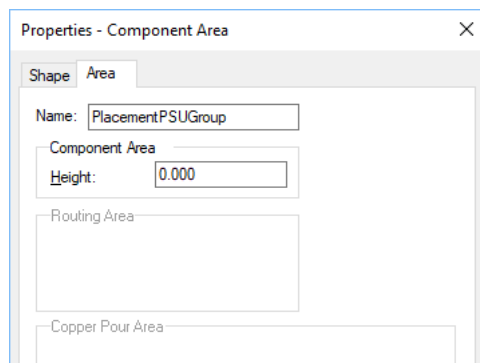 Properties - Component Area
Shape Area
Name: PlacementPSUGroup
Component Area
Height: 0.000
Routing Area
Copper Pour Area